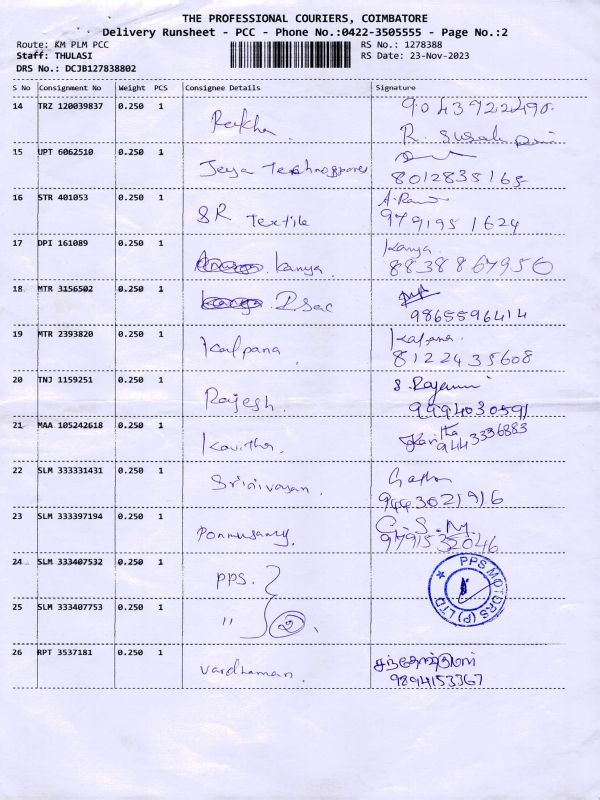 THE PROFESSIONAL COURIERS, COIMBATORE
Delivery Runsheet - PCC - Phone No.:0422-3505555 - Page No.:2
Route: KM PLM PCC RS No.: 1278388
Staff: THULASI RS Date: 23-Nov-2023
DRS No.: DCJB127838802
S No Consignment No Weight PCS Consignee Details Signature
14 TRZ 120039837 0.250 1 Rekha 9043922490
R.
15 UPT 6062510 0.250 1 Jeya
8012835165
16 STR 401053 0.250 1 SR Textile
9791951624
17 DPI 161089 0.250 1 kanya. Kanya.
8838867950
18 MTR 3156502 0.250 1
9865596414
19 MTR 2393820 0.250 1 Kalpana Kalpana.
8122435608
20 TNJ 1159251 0.250 1 Rajesh. S.
9994030591
21 MAA 105242618 0.250 1 Kavitha. Kavitha
9443336883
22 SLM 333331431 0.250 1 Srinivasan.
9443021916
23 SLM 333397194 0.250 1 Ponnusamy. C.S.M.
9791532046
24 SLM 333407532 0.250 1 PPS. PPS MOTORS (P) LTD
25 SLM 333407753 0.250 1 " 2
26 RPT 3537181 0.250 1 Vardhaman.
9894153367